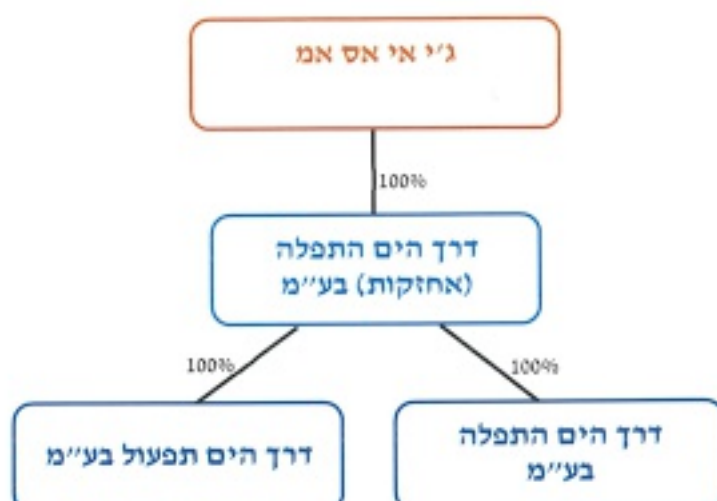 ג'י אי אס אמ
100%
דרך הים התפלה
(אחזקות) בע"מ
100%
100%
דרך הים תפעול בע"מ
דרך הים התפלה
בע"מ